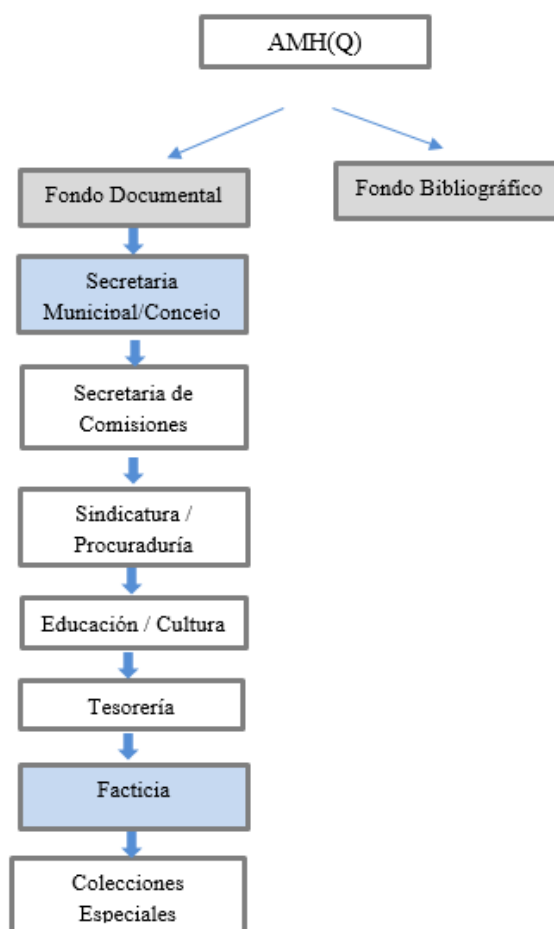 AMH(Q)
Fondo Documental
Fondo Bibliográfico
Secretaria
Municipal/Concejo
Secretaria de
Comisiones
Sindicatura /
Procuraduría
Educación / Cultura
Tesorería
Facticia
Colecciones
Especiales